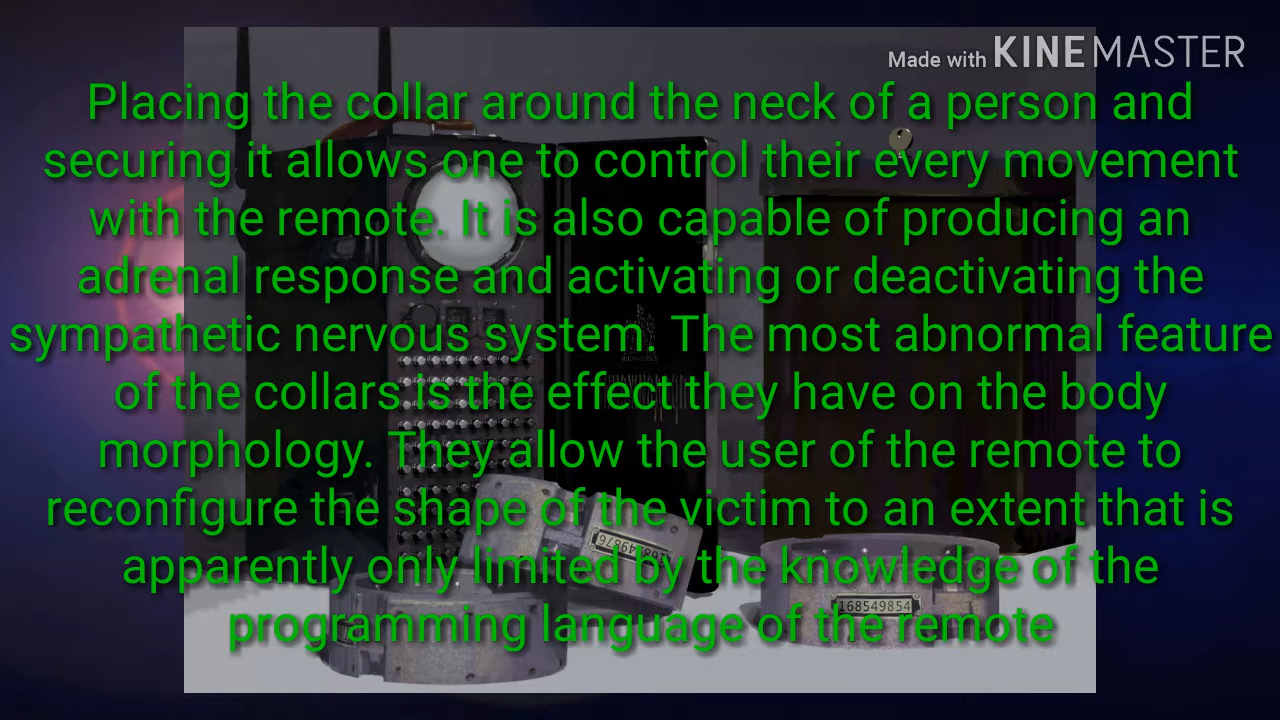 Made with KINEMASTER
Placing the collar around the neck of a person and
securing it allows one to control their every movement
with the remote. It is also capable of producing an
adrenal response and activating or deactivating the
sympathetic nervous system. The most abnormal feature
of the collars is the effect they have on the body
morphology. They allow the user of the remote to
reconfigure the shape of the victim to an extent that is
apparently only limited by the knowledge of the
programming language of the remote
168549876
168549854